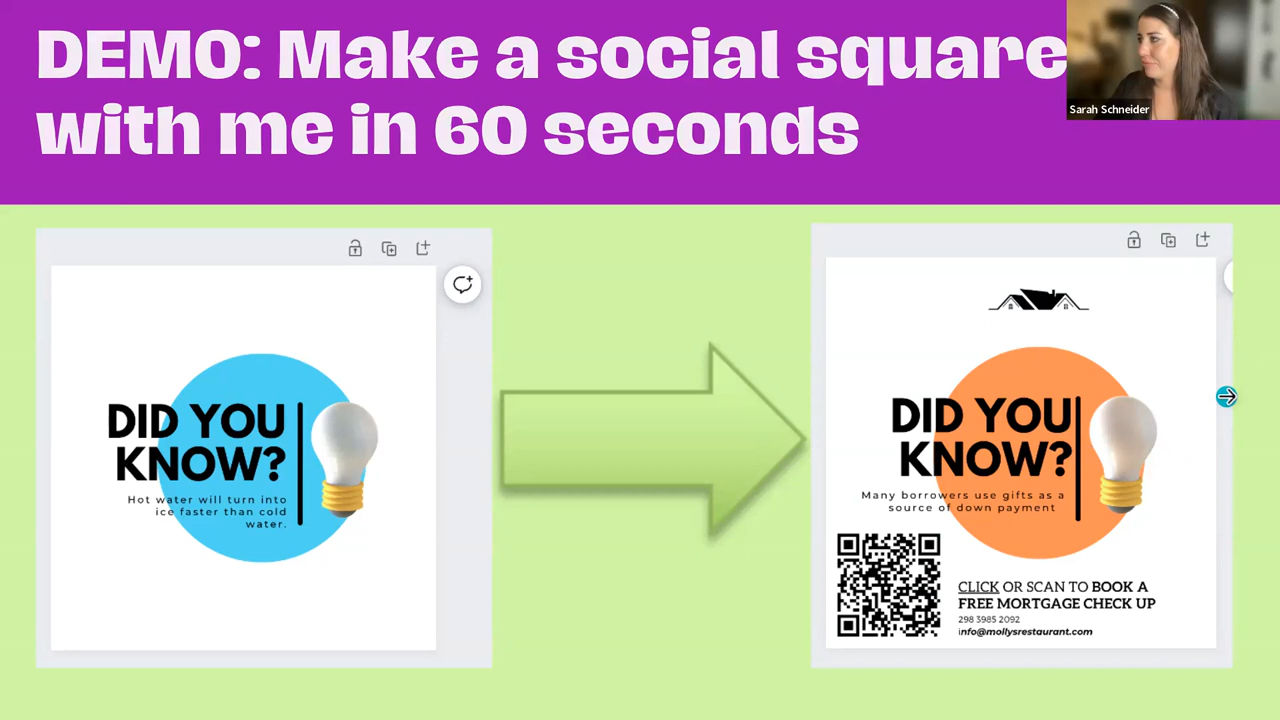 DEMO: Make a social square
with me in 60 seconds
Sarah Schneider
DID YOU
KNOW?
Hot water will turn into
ice faster than cold
water.
DID YOU
KNOW?
Many borrowers use gifts as a
source of down payment
CLICK OR SCAN TO BOOK A
FREE MORTGAGE CHECK UP
298 3985 2092
info@mollysrestaurant.com